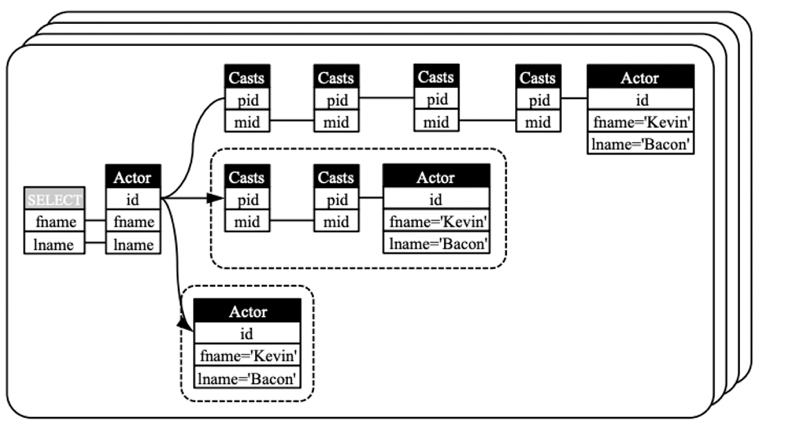 Casts
pid
mid
Casts
pid
mid
Casts
pid
mid
Casts
pid
mid
Actor
id
fname='Kevin'
lname='Bacon'
SELECT
fname
lname
Actor
id
fname
lname
Casts
pid
mid
Casts
pid
mid
Actor
id
fname='Kevin'
lname='Bacon'
Actor
id
fname='Kevin'
lname='Bacon'